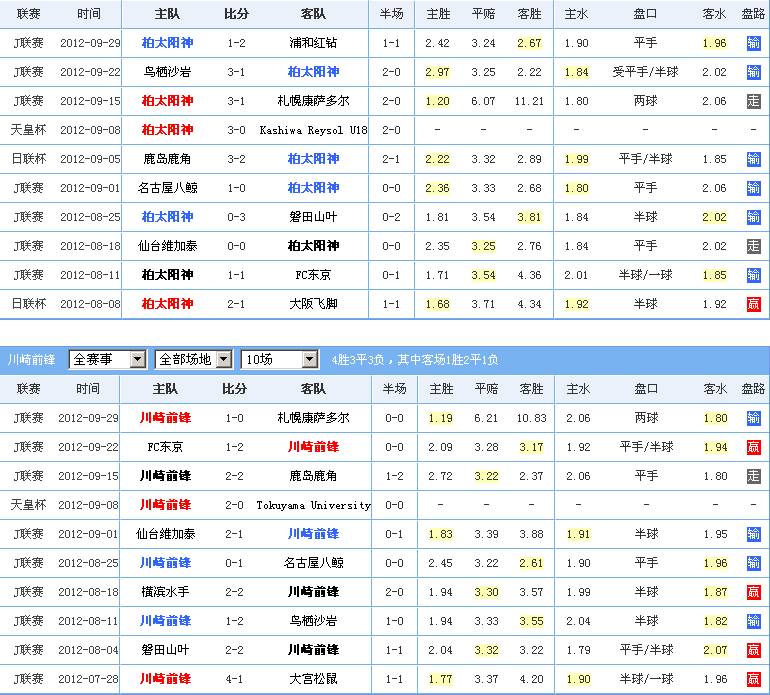 联赛 时间 主队 比分 客队 半场 主胜 平赔 客胜 主水 盘口 客水 盘路
J联赛 2012-09-29 柏太阳神 1-2 浦和红钻 1-1 2.42 3.24 2.67 1.90 平手 1.96 输
J联赛 2012-09-22 鸟栖沙岩 3-1 柏太阳神 2-0 2.97 3.25 2.22 1.84 受平手/半球 2.02 输
J联赛 2012-09-15 柏太阳神 3-1 札幌康萨多尔 2-0 1.20 6.07 11.21 1.80 两球 2.06 走
天皇杯 2012-09-08 柏太阳神 3-0 Kashiwa Reysol U18 2-0 - - - - - - -
日联杯 2012-09-05 鹿岛鹿角 3-2 柏太阳神 2-1 2.22 3.32 2.89 1.99 平手/半球 1.85 输
J联赛 2012-09-01 名古屋八鲸 1-0 柏太阳神 0-0 2.36 3.33 2.68 1.80 平手 2.06 输
J联赛 2012-08-25 柏太阳神 0-3 磐田山叶 0-2 1.81 3.54 3.81 1.84 半球 2.02 输
J联赛 2012-08-18 仙台维加泰 0-0 柏太阳神 0-0 2.35 3.25 2.76 1.84 平手 2.02 走
J联赛 2012-08-11 柏太阳神 1-1 FC东京 0-1 1.71 3.54 4.36 2.01 半球/一球 1.85 输
日联杯 2012-08-08 柏太阳神 2-1 大阪飞脚 1-1 1.68 3.71 4.34 1.92 半球 1.92 赢
川崎前锋 全赛事 全部场地 10场 4胜3平3负，其中客场1胜2平1负
联赛 时间 主队 比分 客队 半场 主胜 平赔 客胜 主水 盘口 客水 盘路
J联赛 2012-09-29 川崎前锋 1-0 札幌康萨多尔 0-0 1.19 6.21 10.83 2.06 两球 1.80 输
J联赛 2012-09-22 FC东京 1-2 川崎前锋 0-0 2.09 3.28 3.17 1.92 平手/半球 1.94 赢
J联赛 2012-09-15 川崎前锋 2-2 鹿岛鹿角 1-2 2.72 3.22 2.37 2.06 平手 1.80 走
天皇杯 2012-09-08 川崎前锋 2-0 Tokuyama University 0-0 - - - - - - -
J联赛 2012-09-01 仙台维加泰 2-1 川崎前锋 0-1 1.83 3.39 3.88 1.91 半球 1.95 输
J联赛 2012-08-25 川崎前锋 0-1 名古屋八鲸 0-0 2.45 3.22 2.61 1.90 平手 1.96 输
J联赛 2012-08-18 横滨水手 2-2 川崎前锋 2-0 1.94 3.30 3.57 1.99 半球 1.87 赢
J联赛 2012-08-11 川崎前锋 1-2 鸟栖沙岩 1-0 1.94 3.33 3.55 2.04 半球 1.82 输
J联赛 2012-08-04 磐田山叶 2-2 川崎前锋 1-1 2.04 3.32 3.22 1.79 平手/半球 2.07 赢
J联赛 2012-07-28 川崎前锋 4-1 大宫松鼠 1-1 1.77 3.37 4.20 1.90 半球/一球 1.96 赢